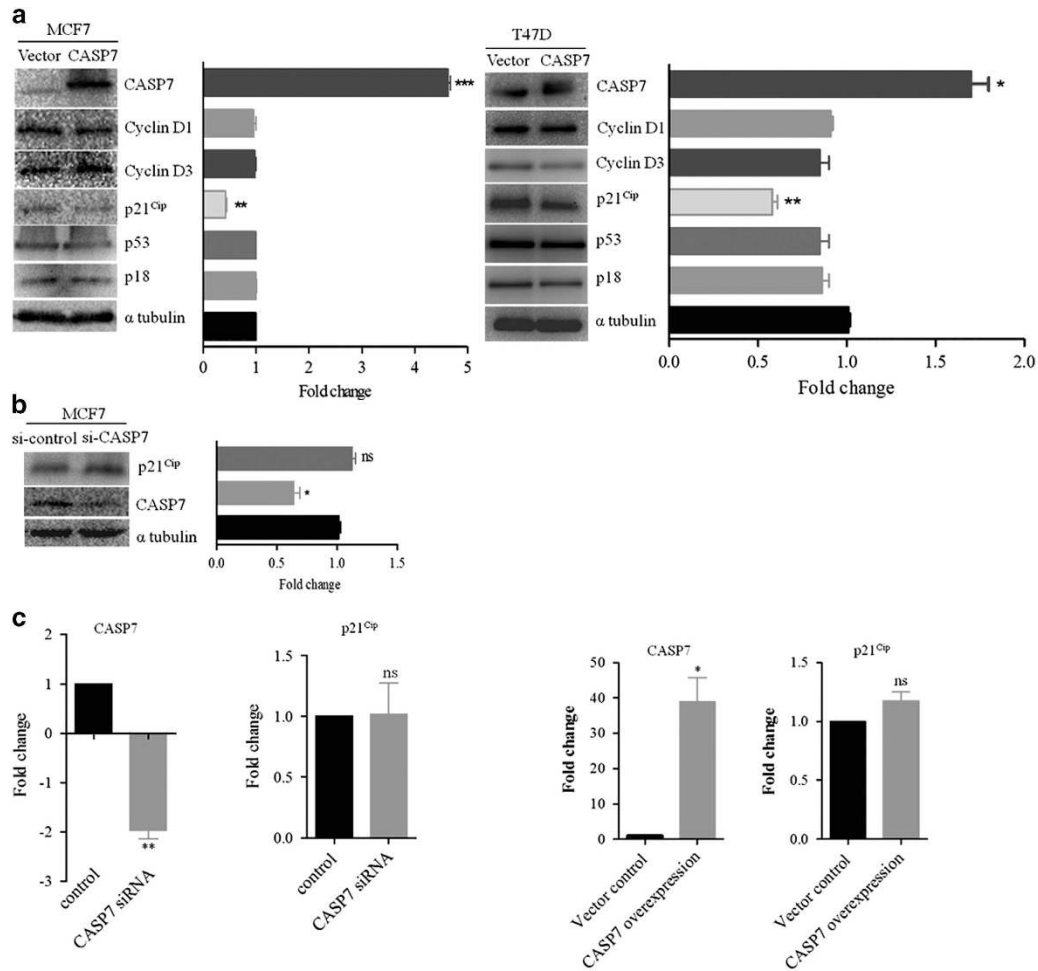 a
MCF7
Vector CASP7
CASP7
Cyclin D1
Cyclin D3
p21Cip
p53
p18
α tubulin
***
**
0 1 2 3 4 5
Fold change
T47D
Vector CASP7
CASP7
Cyclin D1
Cyclin D3
p21Cip
p53
p18
α tubulin
*
**
0.0 0.5 1.0 1.5 2.0
Fold change
b
MCF7
si-control si-CASP7
p21Cip
CASP7
α tubulin
ns
*
0.0 0.5 1.0 1.5
Fold change
c
CASP7
Fold change
2
1
0
-1
-2
-3
**
control
CASP7 siRNA
p21Cip
Fold change
1.5
1.0
0.5
0.0
ns
control
CASP7 siRNA
CASP7
Fold change
50
40
30
20
10
0
*
Vector control
CASP7 overexpression
p21Cip
Fold change
1.5
1.0
0.5
0.0
ns
Vector control
CASP7 overexpression